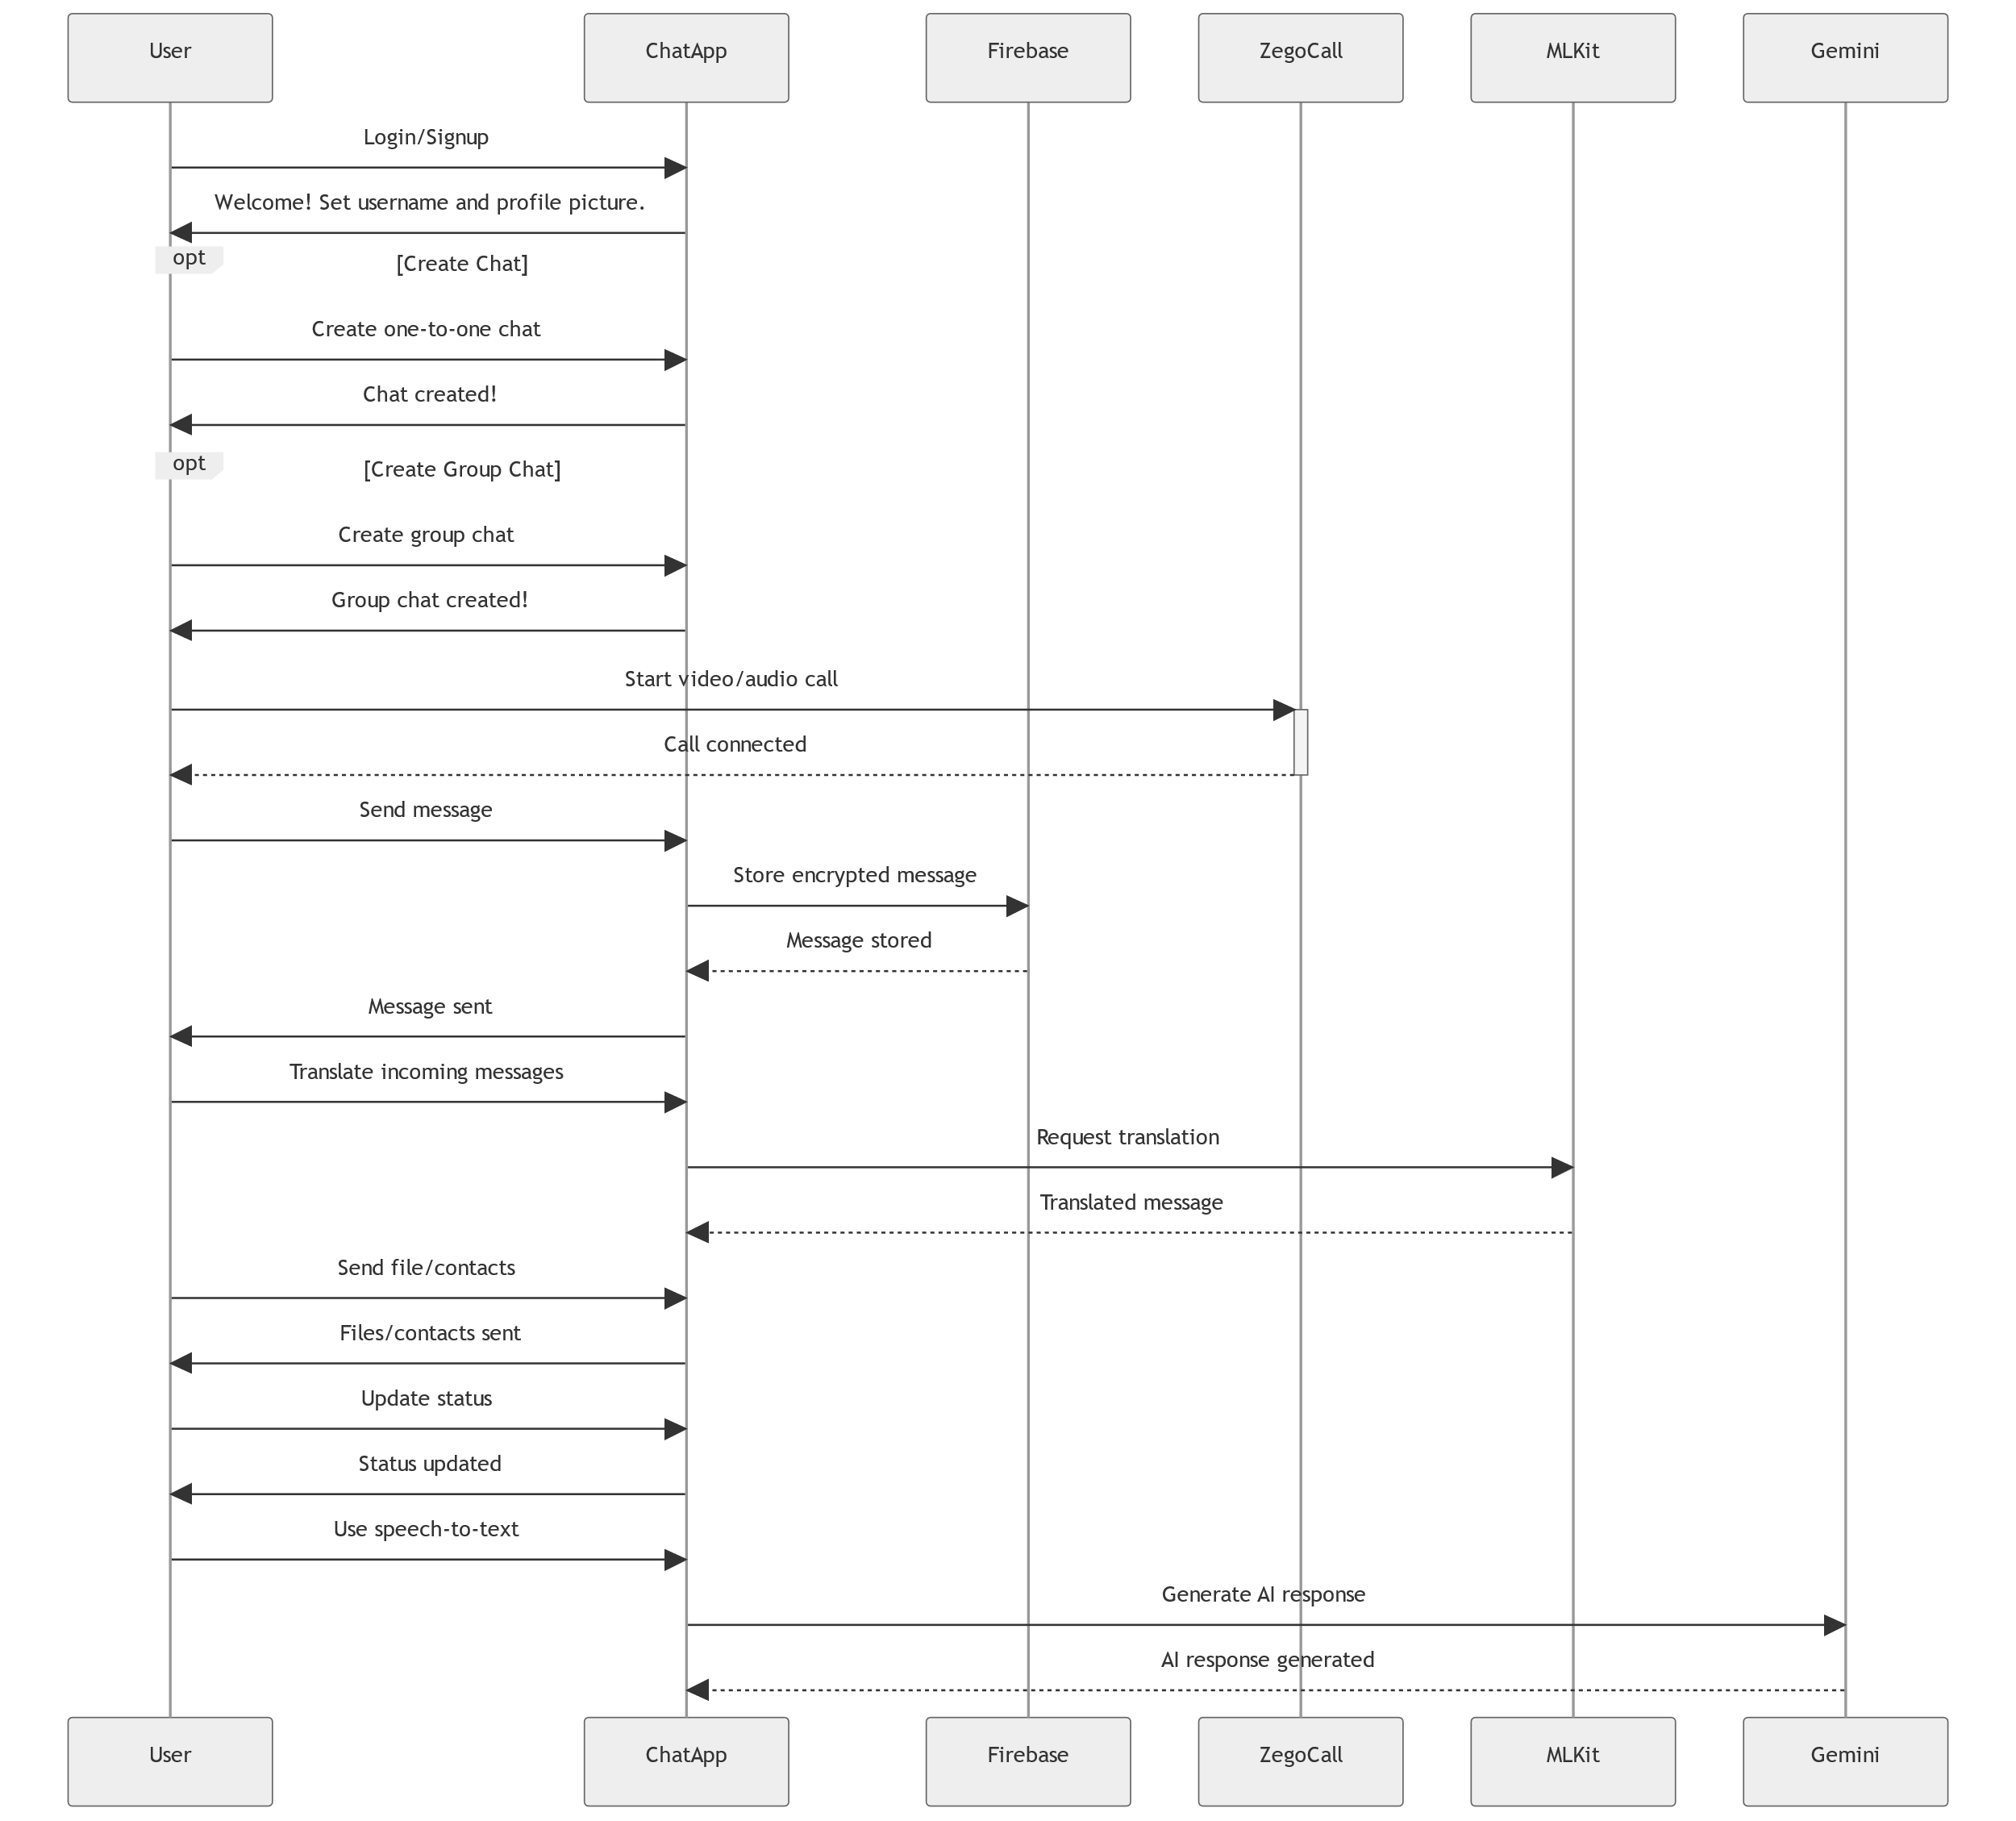 User
ChatApp
Firebase
ZegoCall
MLKit
Gemini
Login/Signup
Welcome! Set username and profile picture.
opt
[Create Chat]
Create one-to-one chat
Chat created!
opt
[Create Group Chat]
Create group chat
Group chat created!
Start video/audio call
Call connected
Send message
Store encrypted message
Message stored
Message sent
Translate incoming messages
Request translation
Translated message
Send file/contacts
Files/contacts sent
Update status
Status updated
Use speech-to-text
Generate AI response
AI response generated
User
ChatApp
Firebase
ZegoCall
MLKit
Gemini